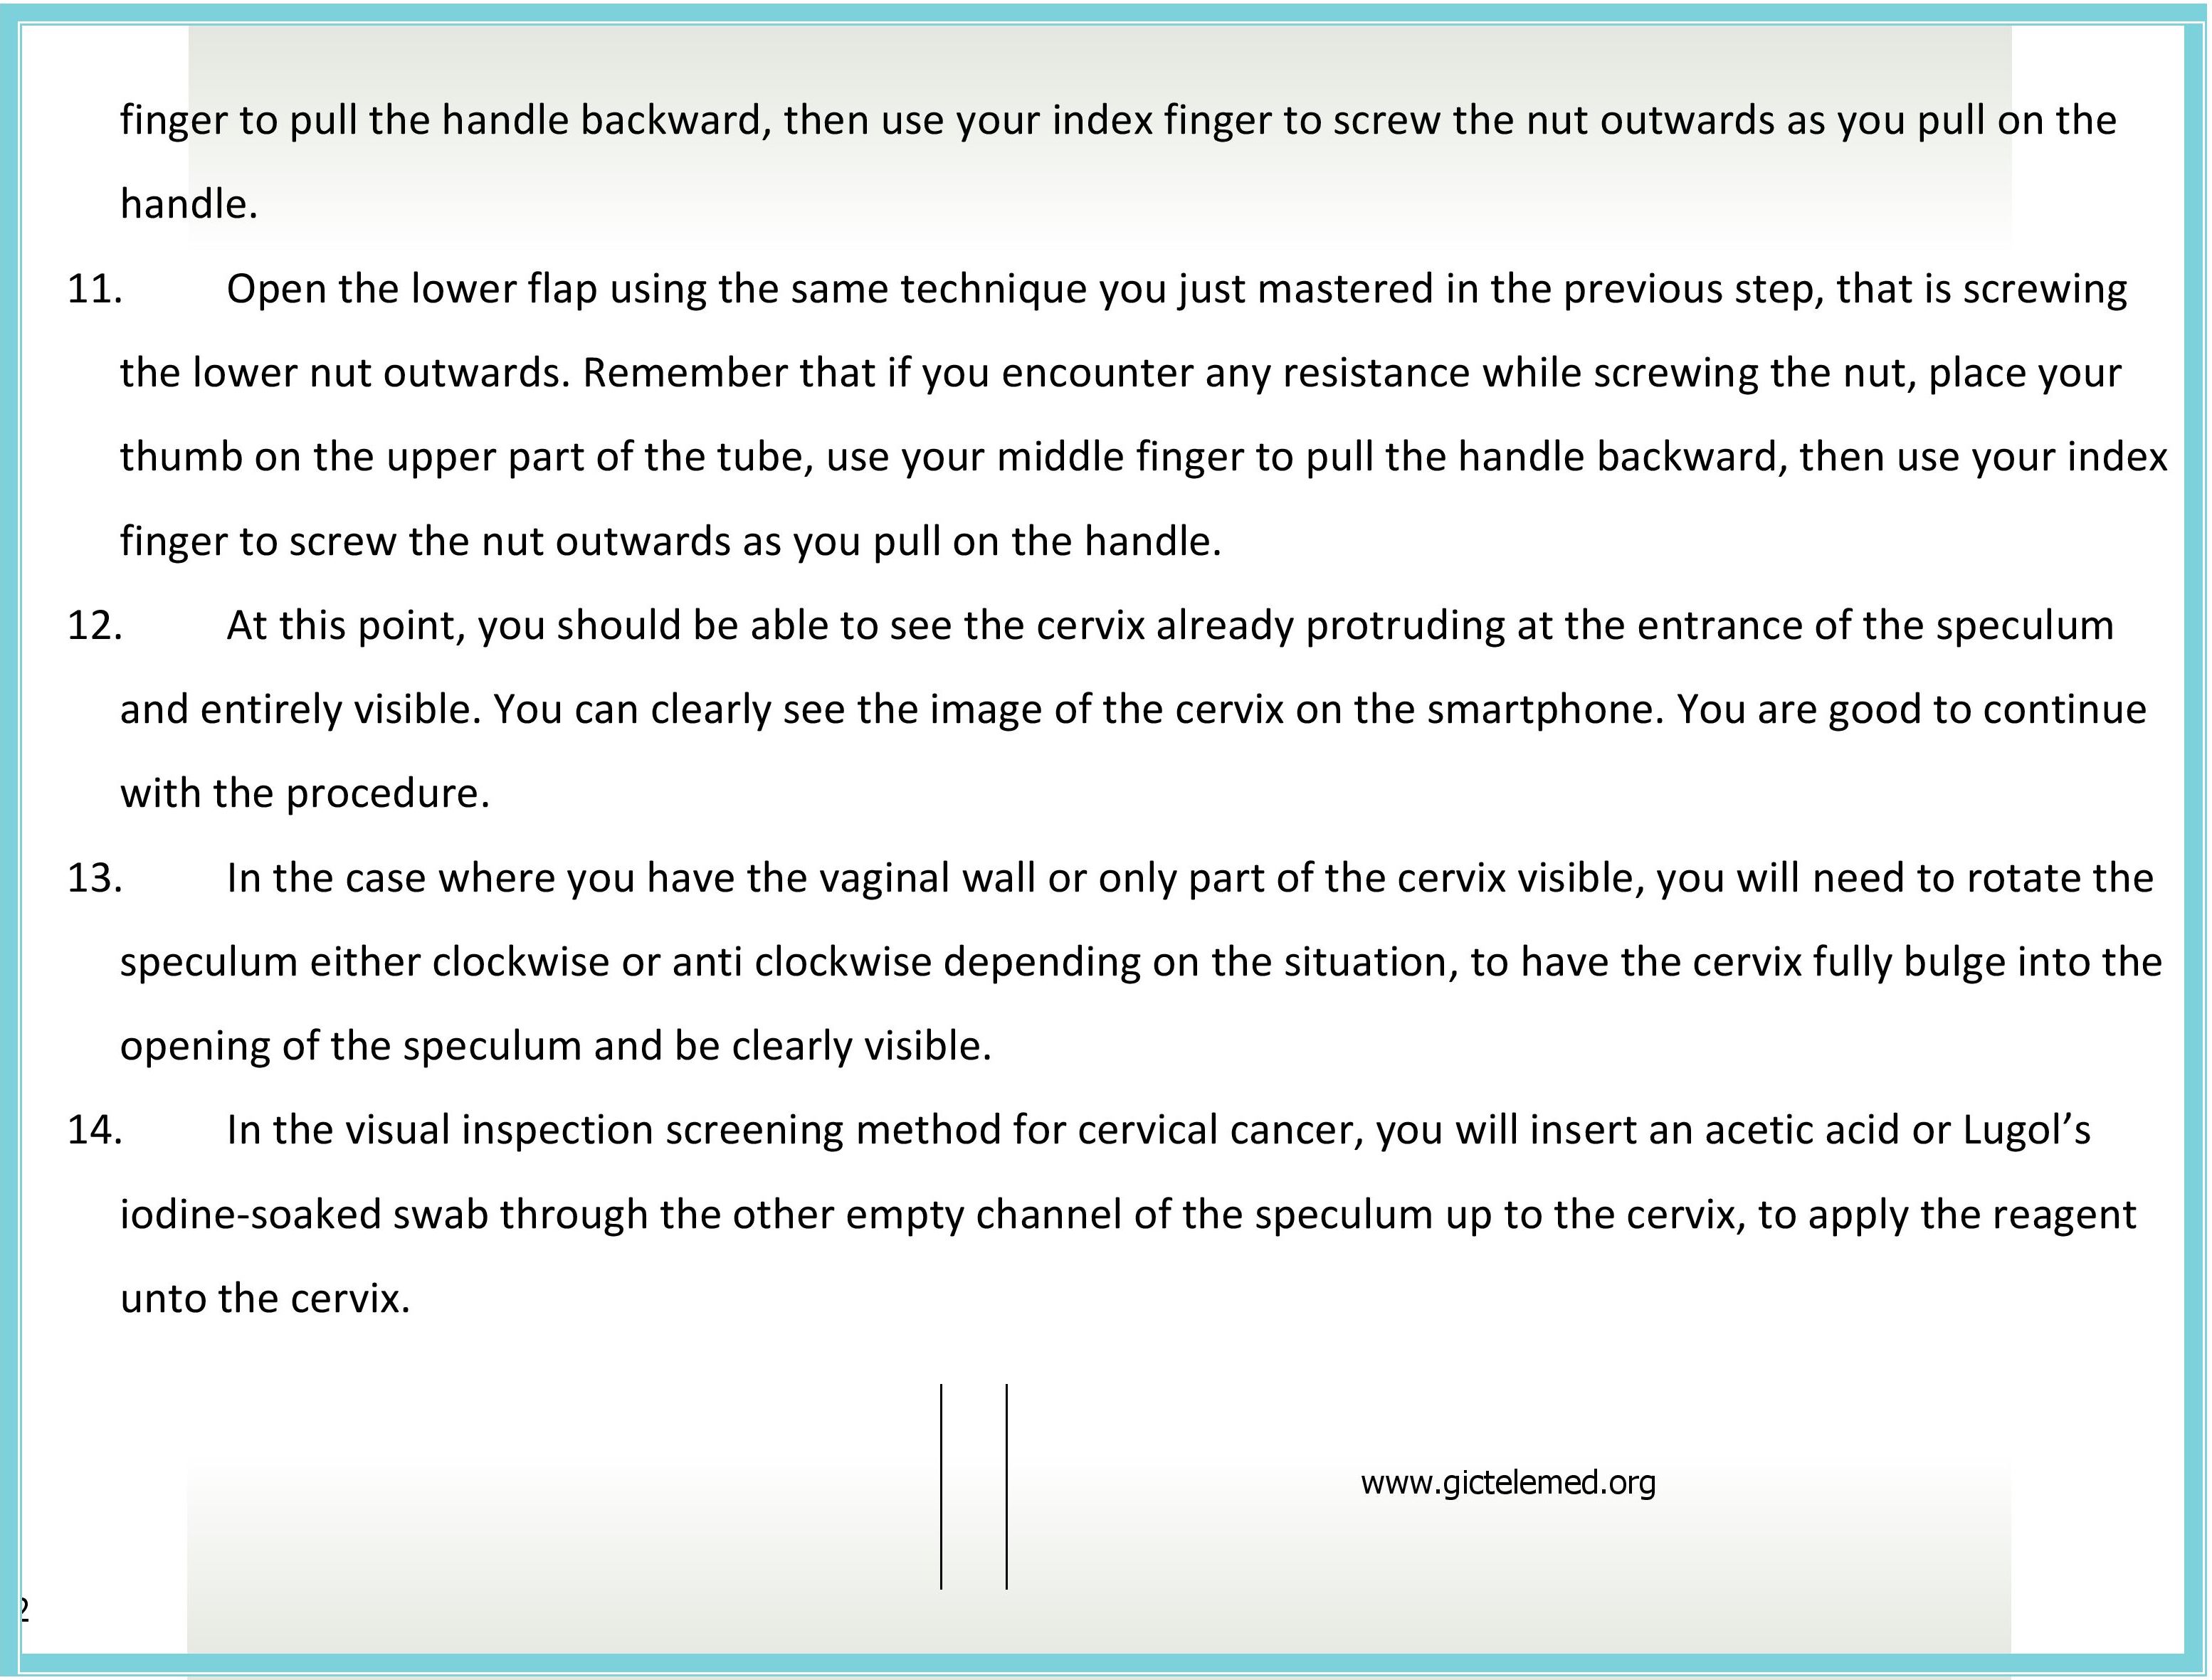 finger to pull the handle backward, then use your index finger to screw the nut outwards as you pull on the
handle.
11. Open the lower flap using the same technique you just mastered in the previous step, that is screwing
the lower nut outwards. Remember that if you encounter any resistance while screwing the nut, place your
thumb on the upper part of the tube, use your middle finger to pull the handle backward, then use your index
finger to screw the nut outwards as you pull on the handle.
12. At this point, you should be able to see the cervix already protruding at the entrance of the speculum
and entirely visible. You can clearly see the image of the cervix on the smartphone. You are good to continue
with the procedure.
13. In the case where you have the vaginal wall or only part of the cervix visible, you will need to rotate the
speculum either clockwise or anti clockwise depending on the situation, to have the cervix fully bulge into the
opening of the speculum and be clearly visible.
14. In the visual inspection screening method for cervical cancer, you will insert an acetic acid or Lugol’s
iodine-soaked swab through the other empty channel of the speculum up to the cervix, to apply the reagent
unto the cervix.
www.gictelemed.org
2